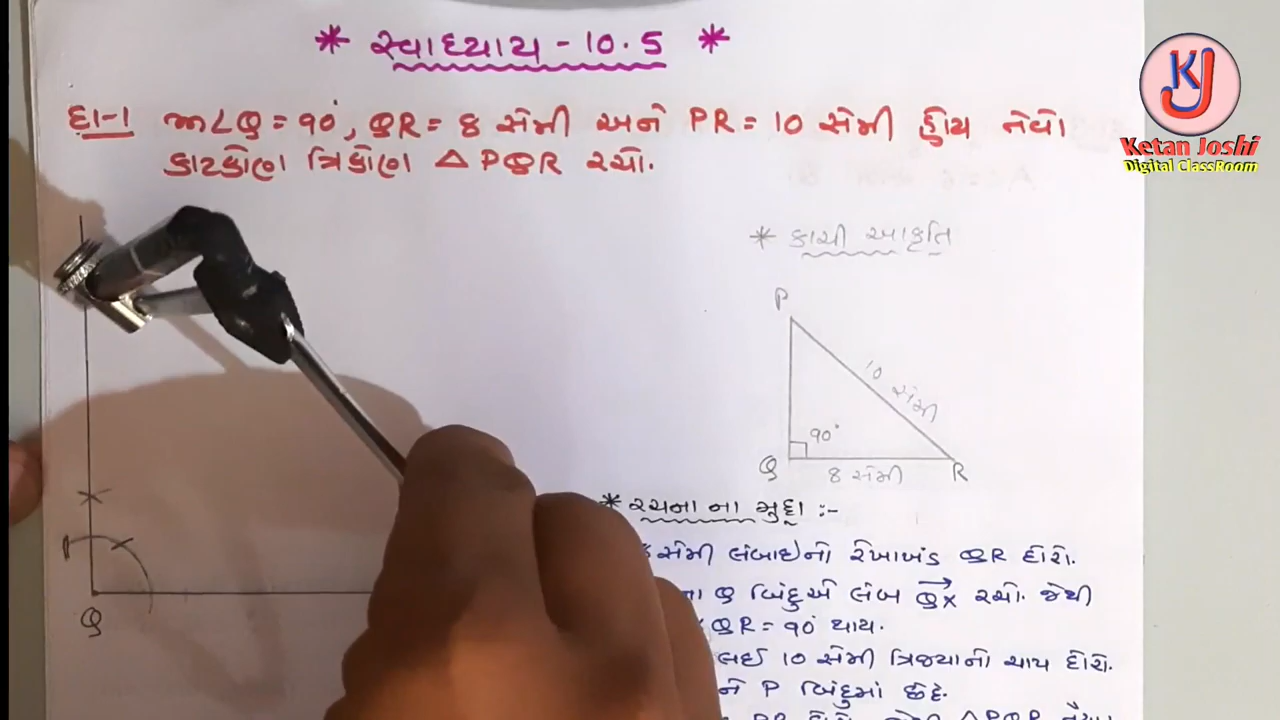 * સ્વાધ્યાય - 10.5 *
KJ
Ketan Joshi
Digital ClassRoom
દા-1 m∠Q = 90°, QR = 8 સેમી અને PR = 10 સેમી હોય તેવો
કાટકોણ ત્રિકોણ △PQR રચો.
* કાચી આકૃતિ
P
10 સેમી
90°
Q
8 સેમી
R
* રચના ના મુદ્દા :-
સેમી લંબાઈનો રેખાખંડ QR દોરો.
Q બિંદુએ લંબ QX રચો. જેથી
QR = 90° થાય.
લઈ 10 સેમી ત્રિજ્યાનો ચાપ દોરો.
ને P બિંદુમાં છેદે.
Q